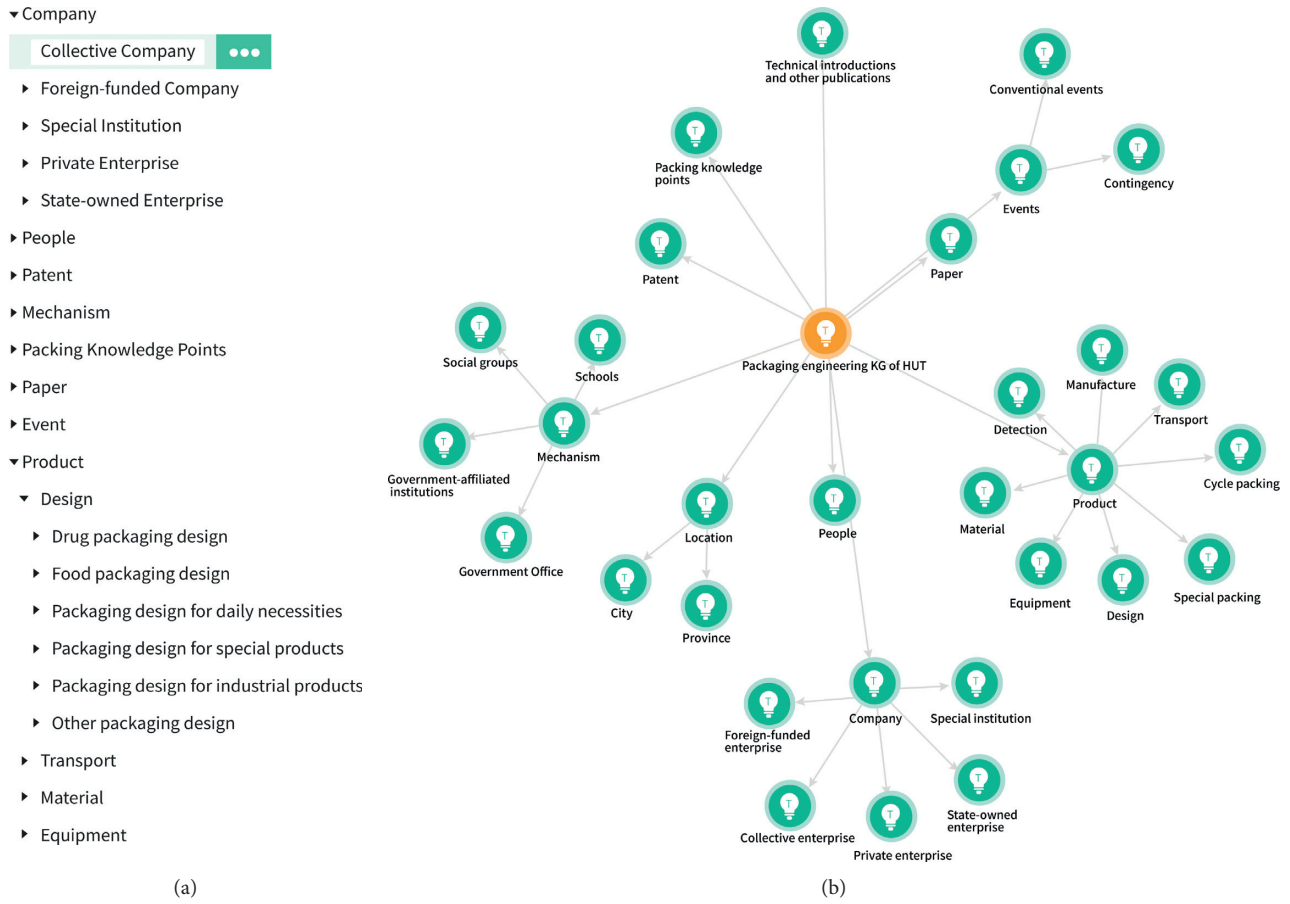 Company
Collective Company
Foreign-funded Company
Special Institution
Private Enterprise
State-owned Enterprise
People
Patent
Mechanism
Packing Knowledge Points
Paper
Event
Product
Design
Drug packaging design
Food packaging design
Packaging design for daily necessities
Packaging design for special products
Packaging design for industrial products
Other packaging design
Transport
Material
Equipment
(a)
T
Technical introductions
and other publications
T
Conventional events
T
Packing knowledge
points
T
Contingency
T
Events
T
Paper
T
Patent
T
Packaging engineering KG of HUT
T
Social groups
T
Schools
T
Mechanism
T
Government-affiliated
institutions
T
Government Office
T
Location
T
City
T
Province
T
People
T
Manufacture
T
Detection
T
Transport
T
Cycle packing
T
Product
T
Material
T
Equipment
T
Design
T
Special packing
T
Company
T
Special institution
T
Foreign-funded
enterprise
T
State-owned
enterprise
T
Collective enterprise
T
Private enterprise
(b)